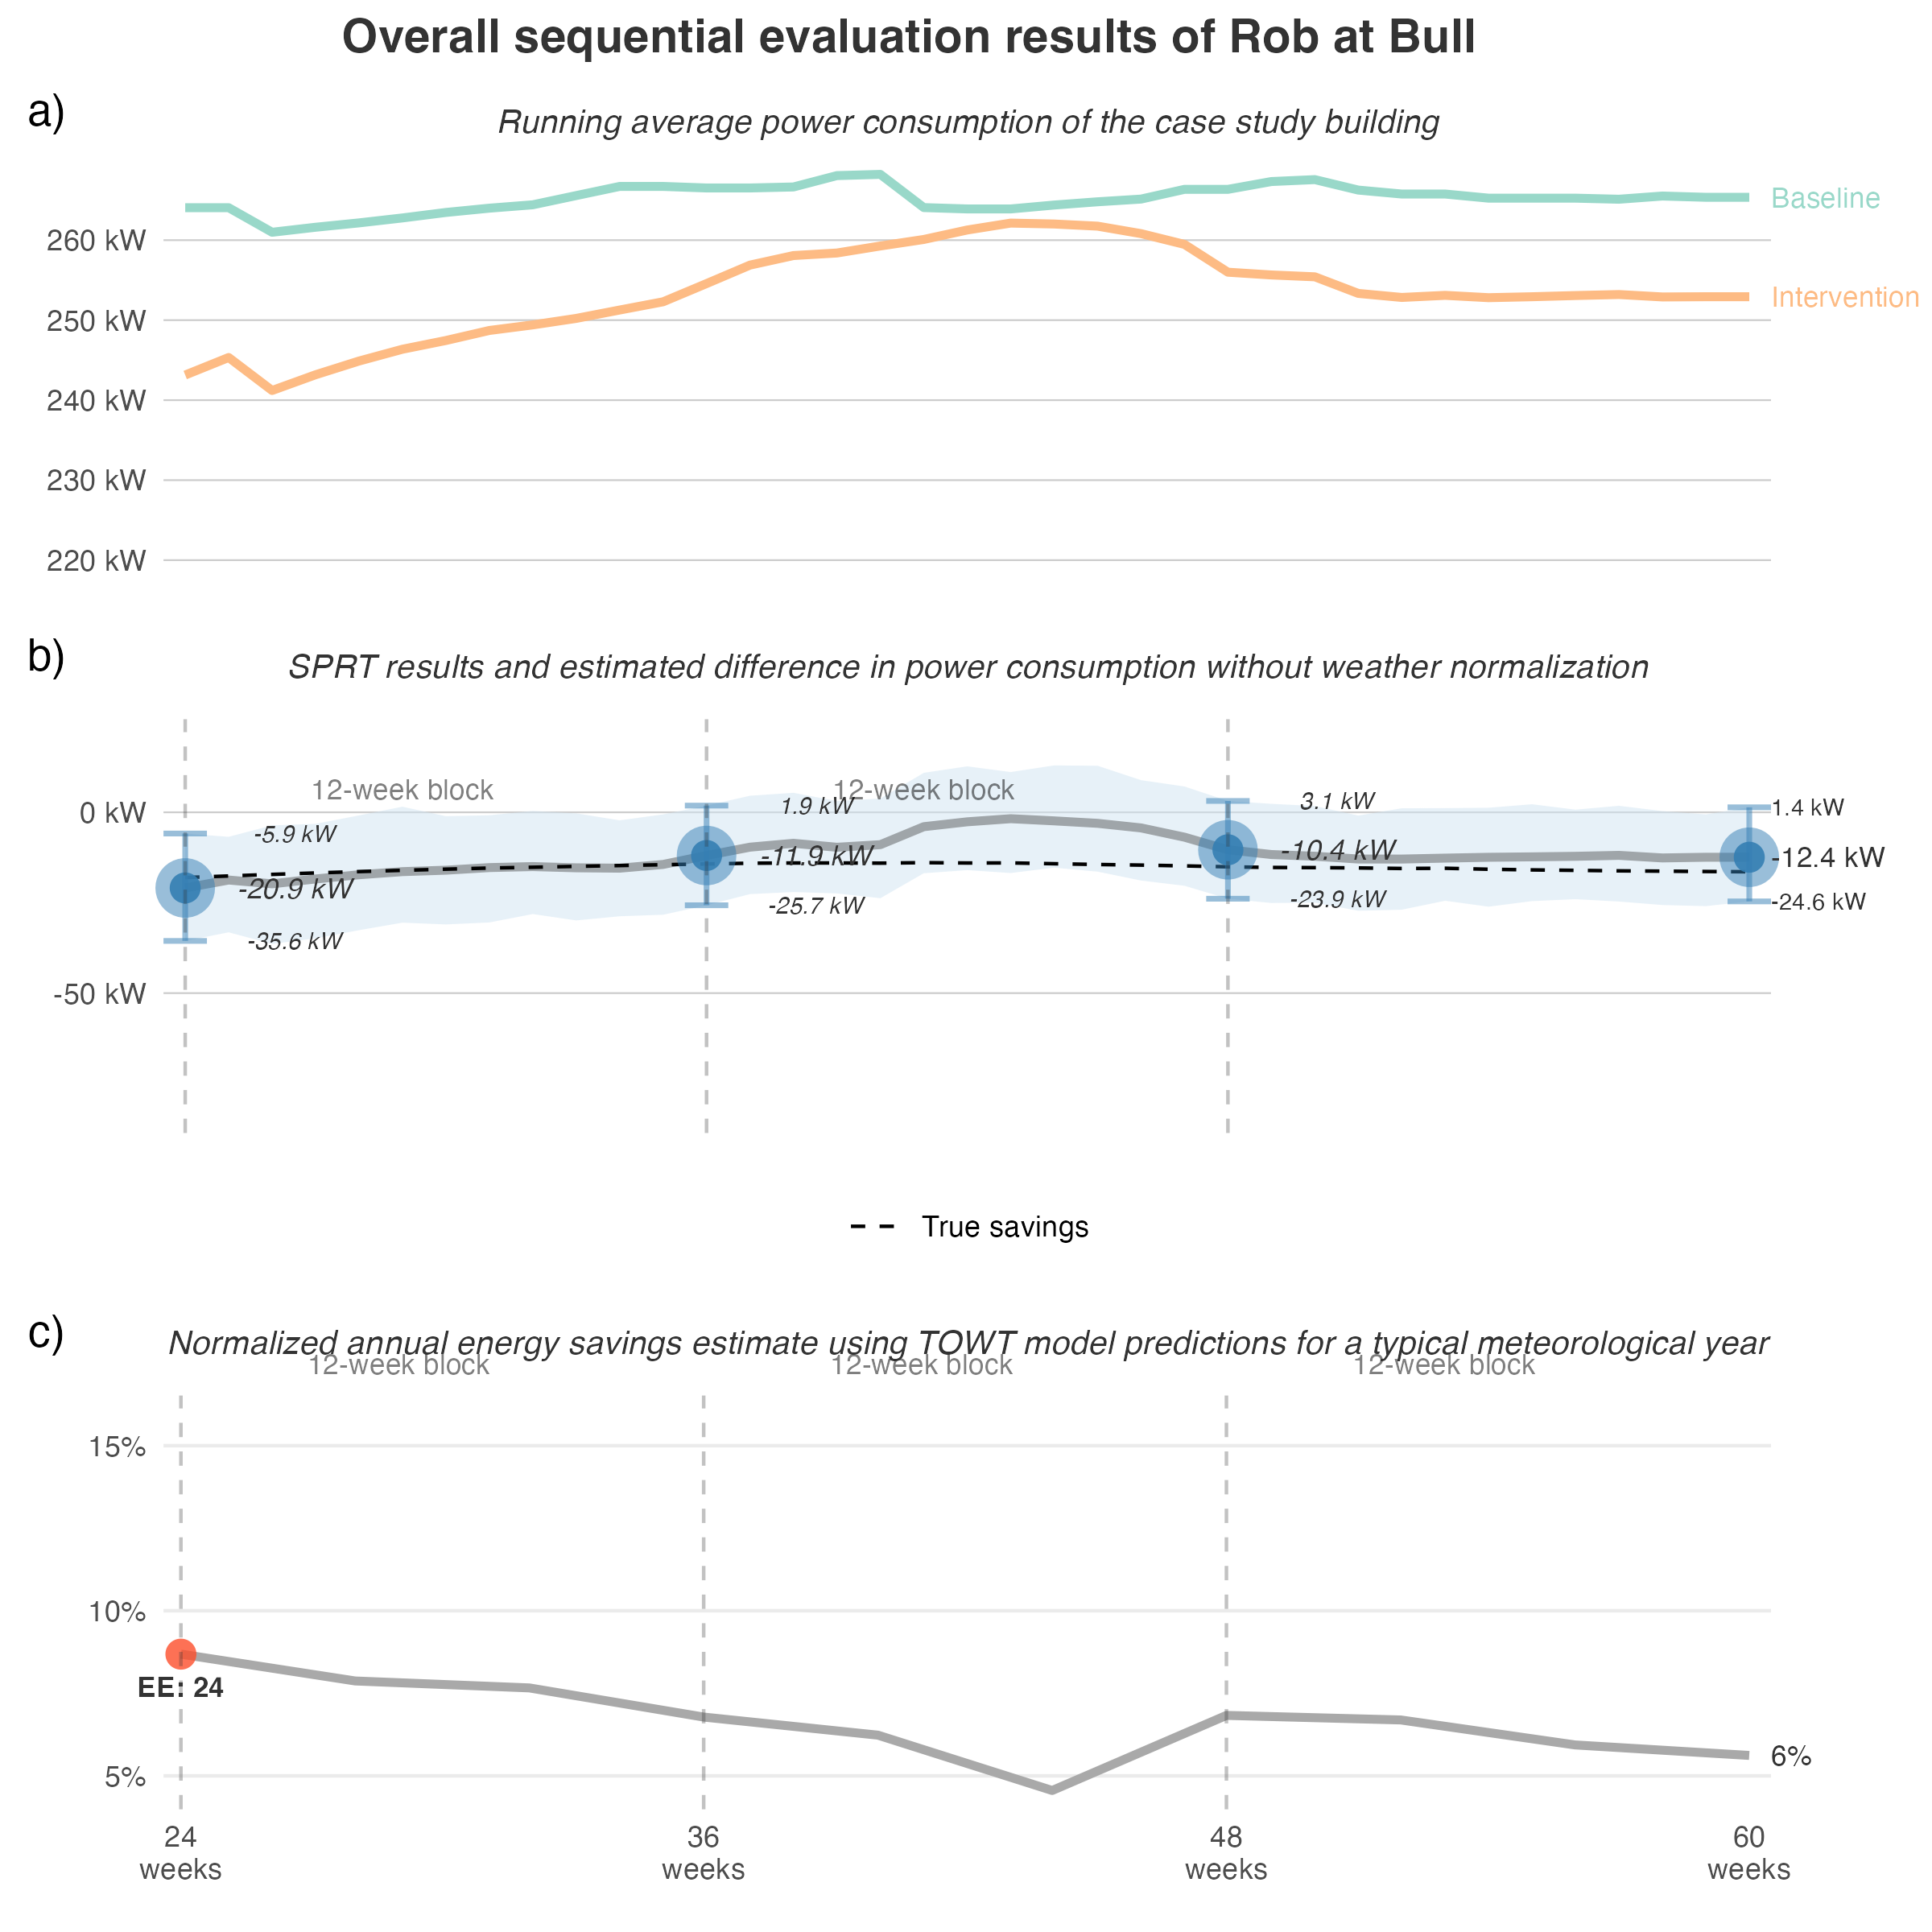 Overall sequential evaluation results of Rob at Bull
a)
Running average power consumption of the case study building
Baseline
260 kW
Intervention
250 kW
240 kW
230 kW
220 kW
b)
SPRT results and estimated difference in power consumption without weather normalization
12-week block
12-week block
0 kW
-5.9 kW
1.9 kW
3.1 kW
1.4 kW
-20.9 kW
-11.9 kW
-10.4 kW
-12.4 kW
-35.6 kW
-25.7 kW
-23.9 kW
-24.6 kW
-50 kW
True savings
c)
Normalized annual energy savings estimate using TOWT model predictions for a typical meteorological year
12-week block
12-week block
12-week block
15%
10%
EE: 24
5%
6%
24 weeks
36 weeks
48 weeks
60 weeks